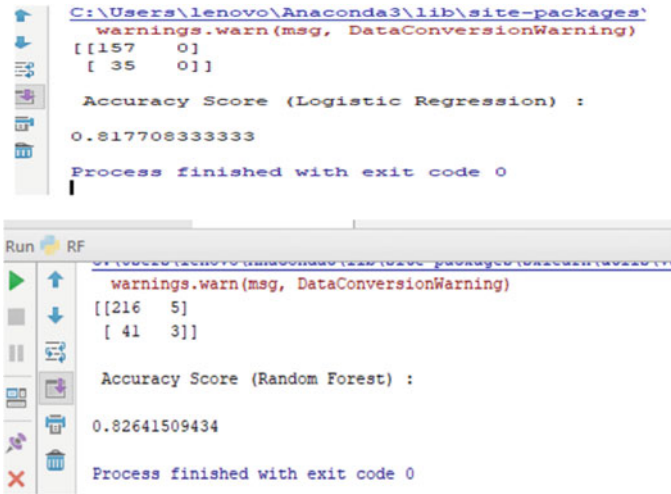 C:\Users\lenovo\Anaconda3\lib\site-packages\
warnings.warn(msg, DataConversionWarning)
[[157 0]
[ 35 0]]
Accuracy Score (Logistic Regression) :
0.817708333333
Process finished with exit code 0
Run RF
warnings.warn(msg, DataConversionWarning)
[[216 5]
[ 41 3]]
Accuracy Score (Random Forest) :
0.82641509434
Process finished with exit code 0